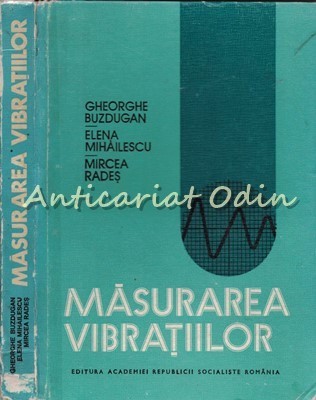 MĂSURAREA VIBRAȚIILOR
GHEORGHE BUZDUGAN
ELENA MIHĂILESCU
MIRCEA RADEȘ
GHEORGHE
BUZDUGAN
ELENA
MIHĂILESCU
MIRCEA
RADEȘ
Anticariat Odin
MĂSURAREA
VIBRAȚIILOR
EDITURA ACADEMIEI REPUBLICII SOCIALISTE ROMÂNIA